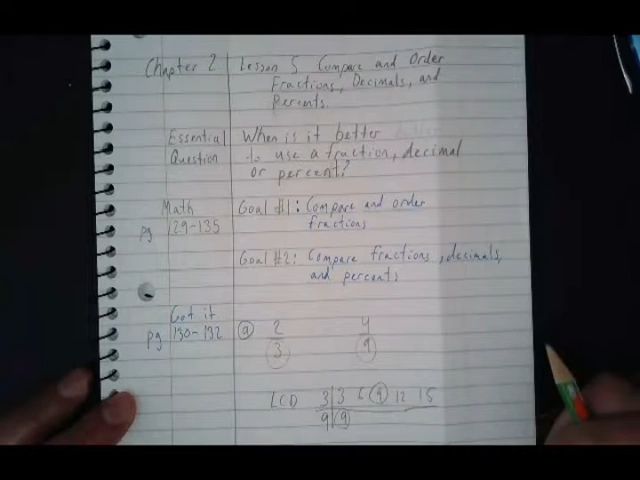 Chapter 2 Lesson 5 Compare and Order
Fractions, Decimals, and
Percents
Essential When is it better
Question to use a fraction, decimal
or percent?
Math Goal #1: Compare and order
pg 129-135 fractions
Goal #2: Compare fractions, decimals,
and percents
Got it
pg 130-132 a 2 4
3 9
LCD 3 3 6 9 12 15
9 9